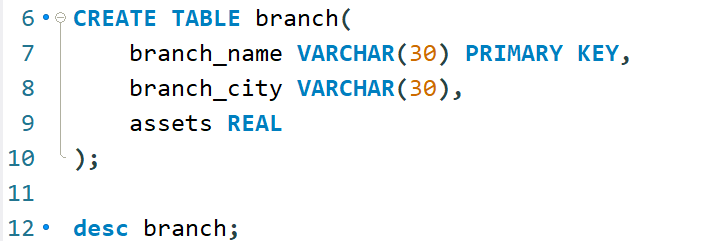 6 CREATE TABLE branch(
7 branch_name VARCHAR(30) PRIMARY KEY,
8 branch_city VARCHAR(30),
9 assets REAL
10 );
11
12 desc branch;